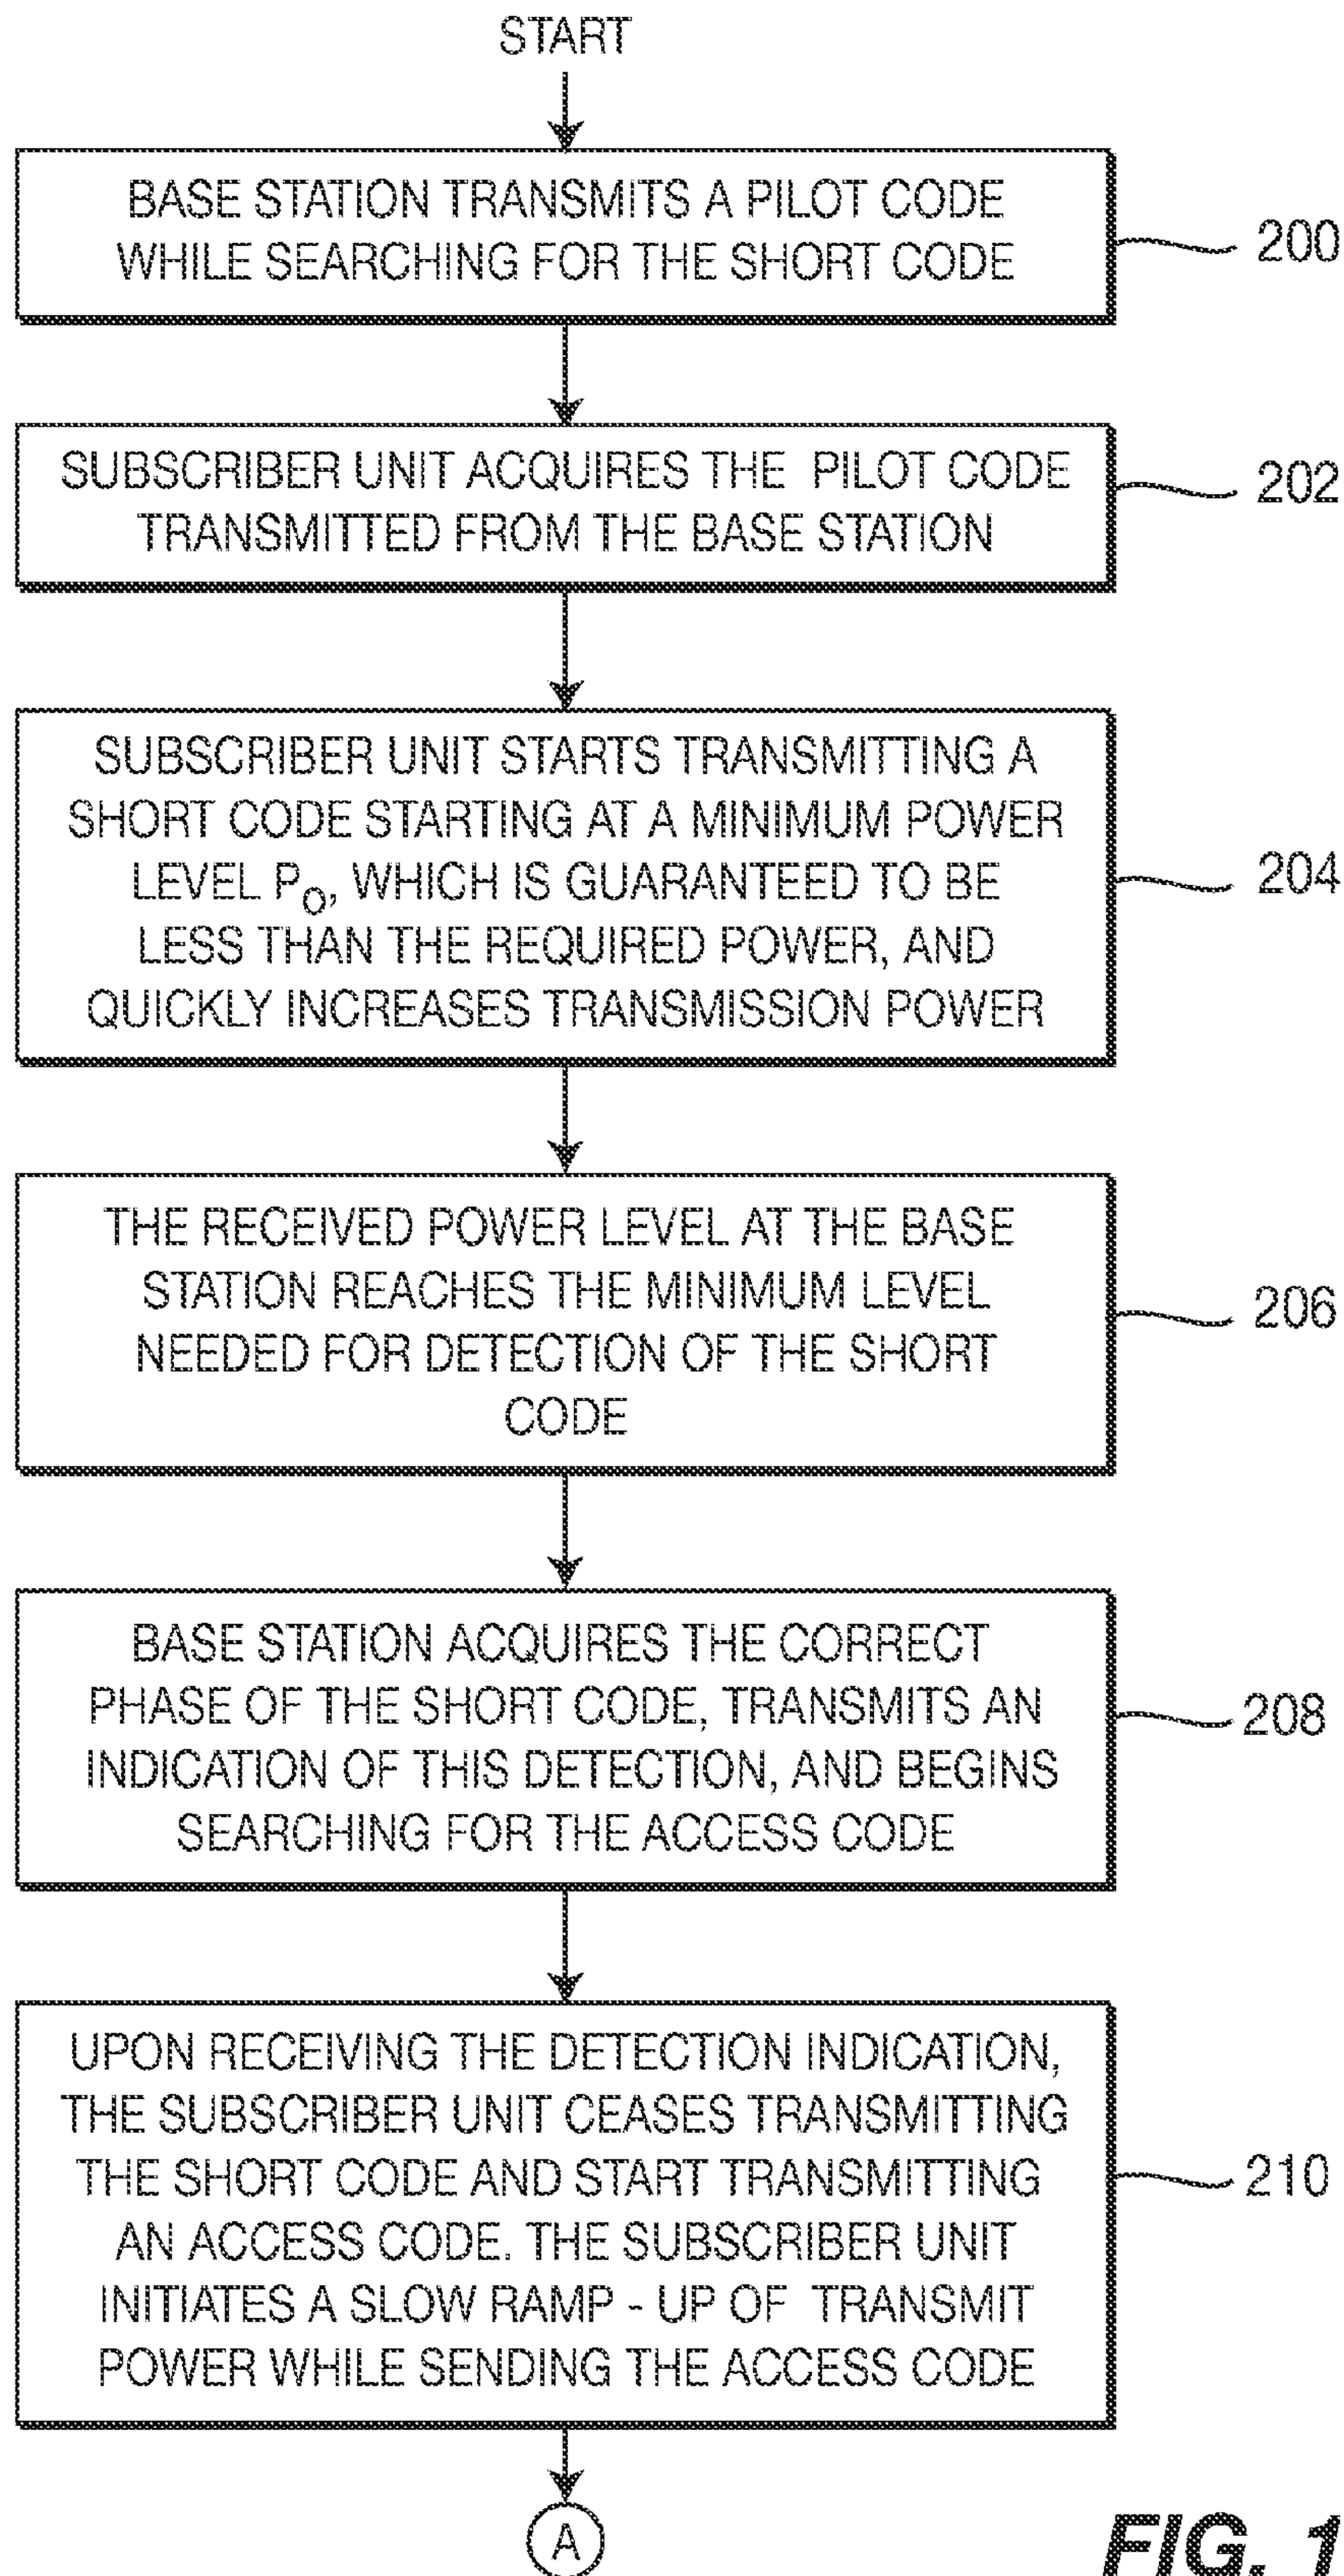 START
BASE STATION TRANSMITS A PILOT CODE
WHILE SEARCHING FOR THE SHORT CODE
200
SUBSCRIBER UNIT ACQUIRES THE PILOT CODE
TRANSMITTED FROM THE BASE STATION
202
SUBSCRIBER UNIT STARTS TRANSMITTING A
SHORT CODE STARTING AT A MINIMUM POWER
LEVEL PO, WHICH IS GUARANTEED TO BE
LESS THAN THE REQUIRED POWER, AND
QUICKLY INCREASES TRANSMISSION POWER
204
THE RECEIVED POWER LEVEL AT THE BASE
STATION REACHES THE MINIMUM LEVEL
NEEDED FOR DETECTION OF THE SHORT
CODE
206
BASE STATION ACQUIRES THE CORRECT
PHASE OF THE SHORT CODE, TRANSMITS AN
INDICATION OF THIS DETECTION, AND BEGINS
SEARCHING FOR THE ACCESS CODE
208
UPON RECEIVING THE DETECTION INDICATION,
THE SUBSCRIBER UNIT CEASES TRANSMITTING
THE SHORT CODE AND START TRANSMITTING
AN ACCESS CODE. THE SUBSCRIBER UNIT
INITIATES A SLOW RAMP - UP OF TRANSMIT
POWER WHILE SENDING THE ACCESS CODE
210
A
FIG. 1